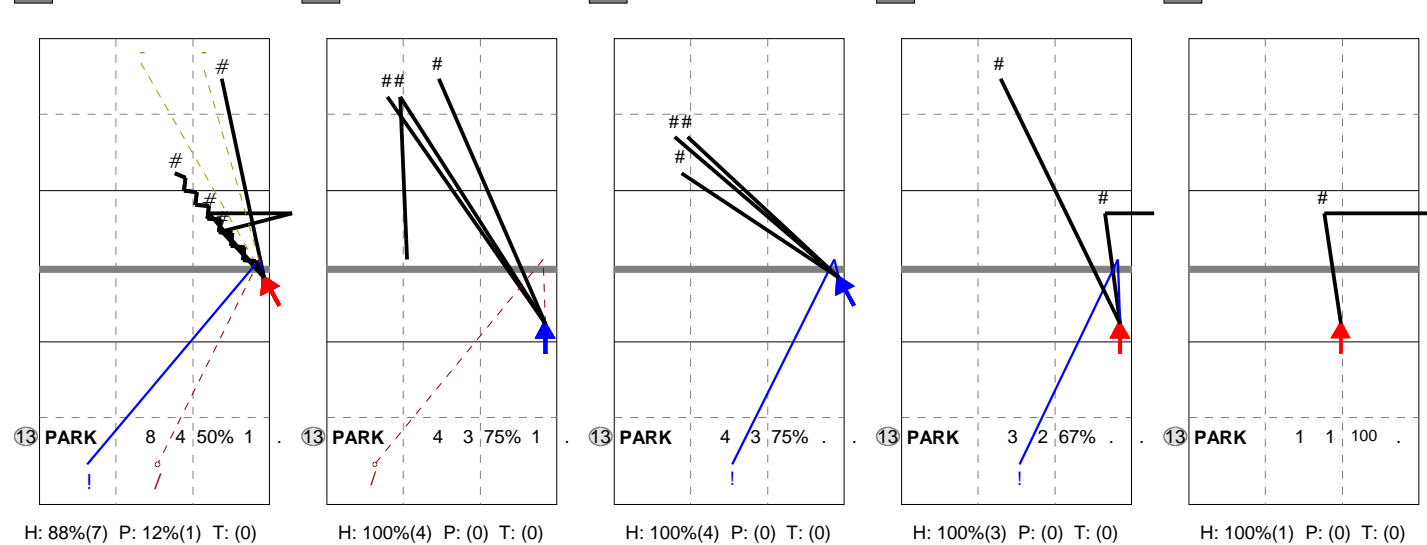 #
#
#
#
!
/
13 PARK 8 4 50% 1 .
H: 88%(7) P: 12%(1) T: (0)
##
#
/
13 PARK 4 3 75% 1 .
H: 100%(4) P: (0) T: (0)
##
#
!
13 PARK 4 3 75% . .
H: 100%(4) P: (0) T: (0)
#
#
!
13 PARK 3 2 67% . .
H: 100%(3) P: (0) T: (0)
#
13 PARK 1 1 100 .
H: 100%(1) P: (0) T: (0)